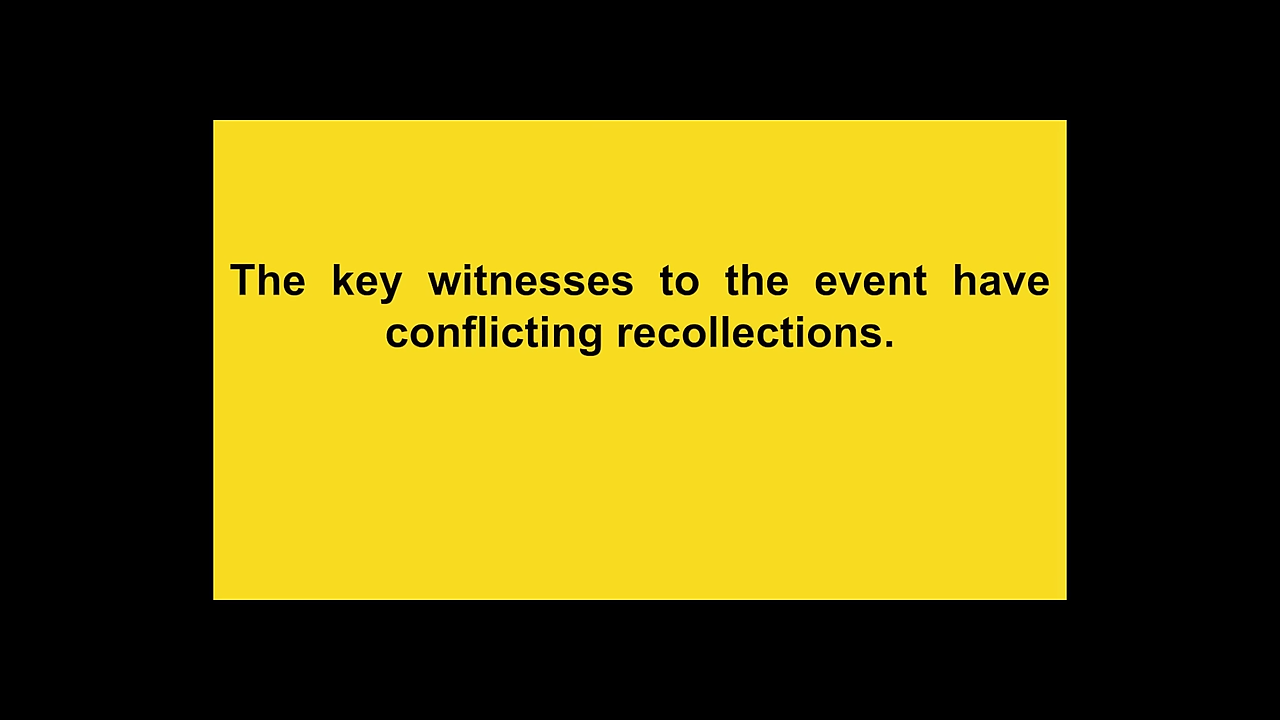 The key witnesses to the event have
conflicting recollections.